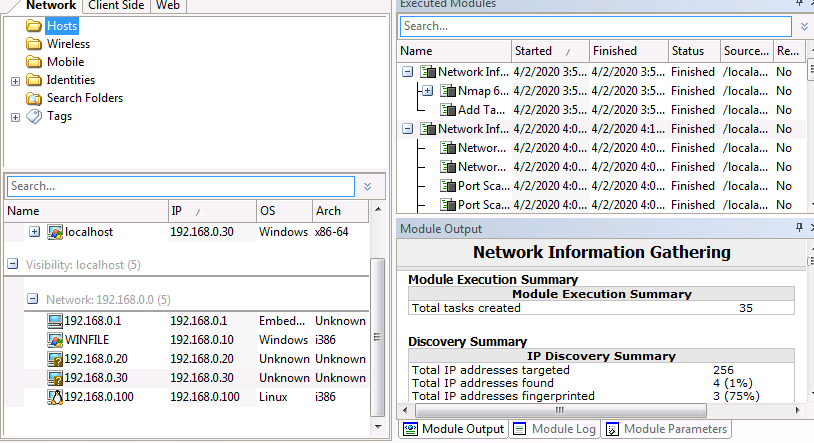 Network Client Side Web
Hosts
Wireless
Mobile
Identities
Search Folders
Tags
Search...
Name IP OS Arch
localhost 192.168.0.30 Windows x86-64
Visibility: localhost (5)
Network: 192.168.0.0 (5)
192.168.0.1 192.168.0.1 Embed... Unknown
WINFILE 192.168.0.10 Windows i386
192.168.0.20 192.168.0.20 Unknown Unknown
192.168.0.30 192.168.0.30 Unknown Unknown
192.168.0.100 192.168.0.100 Linux i386
Executed Modules
Search...
Name Started Finished Status Source... Re...
Network Inf... 4/2/2020 3:5... 4/2/2020 3:5... Finished /locala... No
Nmap 6... 4/2/2020 3:5... 4/2/2020 3:5... Finished /locala... No
Add Ta... 4/2/2020 3:5... 4/2/2020 3:5... Finished /locala... No
Network Inf... 4/2/2020 4:0... 4/2/2020 4:1... Finished /locala... No
Networ... 4/2/2020 4:0... 4/2/2020 4:0... Finished /locala... No
Networ... 4/2/2020 4:0... 4/2/2020 4:0... Finished /locala... No
Port Sca... 4/2/2020 4:0... 4/2/2020 4:0... Finished /locala... No
Port Sca... 4/2/2020 4:0... 4/2/2020 4:0... Finished /locala... No
Module Output
Network Information Gathering
Module Execution Summary
Module Execution Summary
Total tasks created 35
Discovery Summary
IP Discovery Summary
Total IP addresses targeted 256
Total IP addresses found 4 (1%)
Total IP addresses fingerprinted 3 (75%)
Module Output Module Log Module Parameters